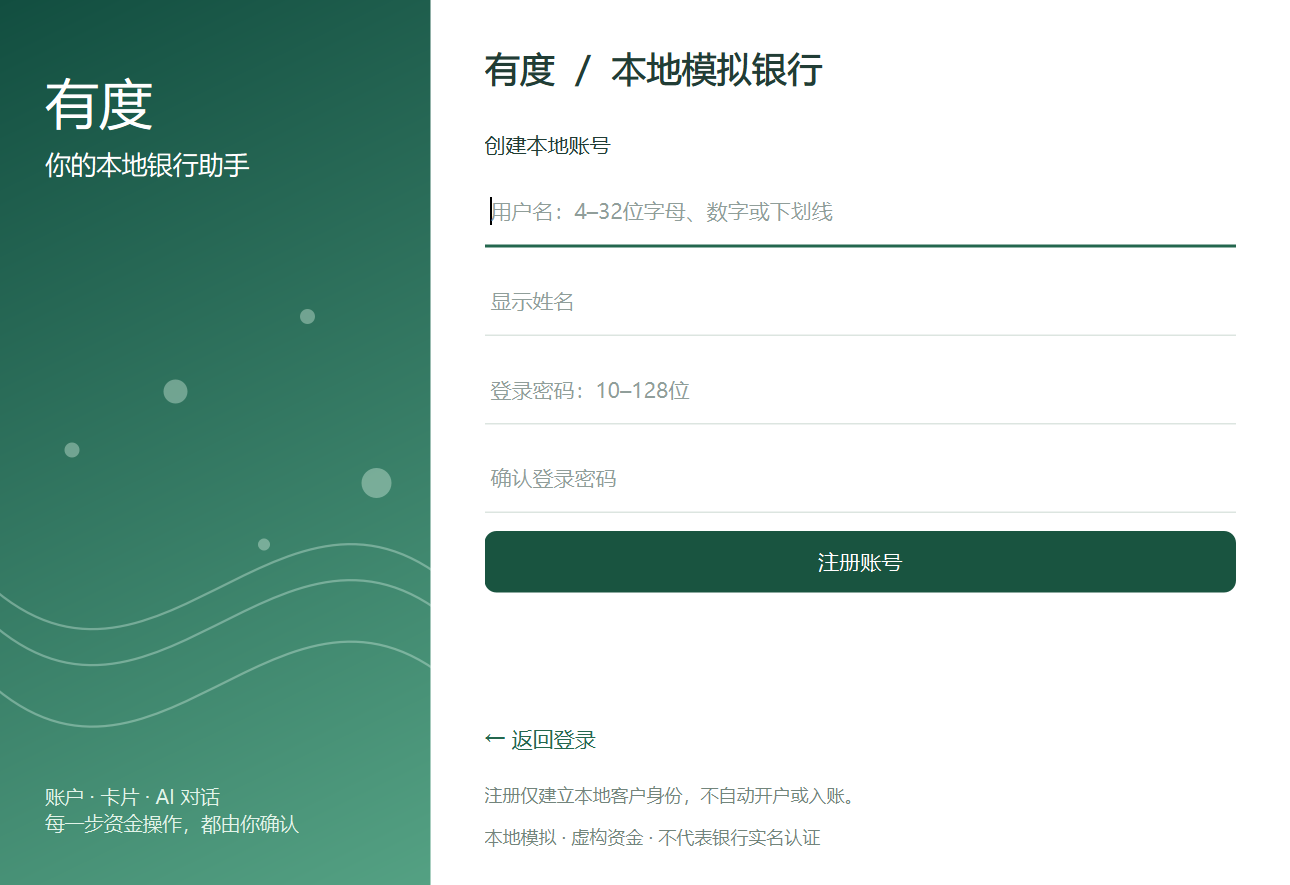 有度
你的本地银行助手
账户 · 卡片 · AI 对话
每一步资金操作，都由你确认
有度 / 本地模拟银行
创建本地账号
用户名：4–32位字母、数字或下划线
显示姓名
登录密码：10–128位
确认登录密码
注册账号
← 返回登录
注册仅建立本地客户身份，不自动开户或入账。
本地模拟 · 虚构资金 · 不代表银行实名认证